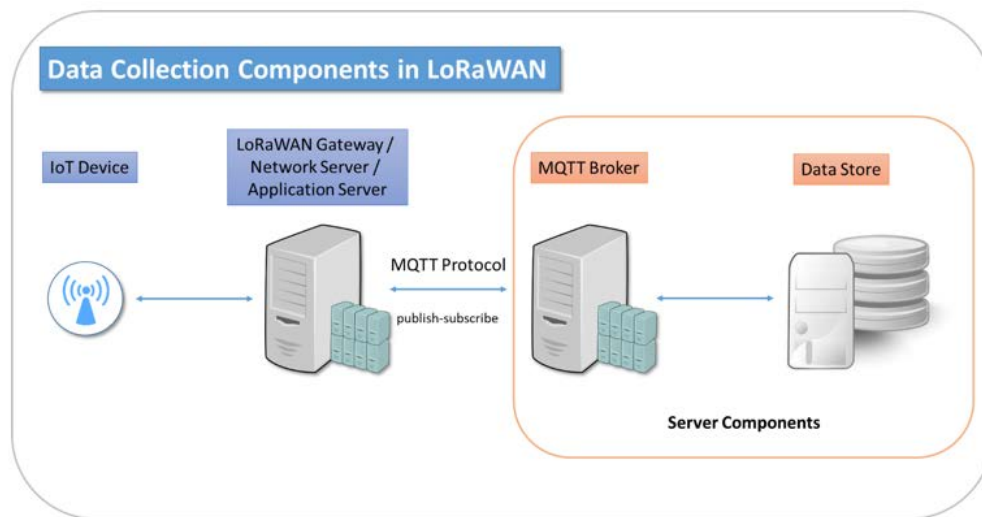 Data Collection Components in LoRaWAN
IoT Device
LoRaWAN Gateway /
Network Server /
Application Server
MQTT Broker
Data Store
MQTT Protocol
publish-subscribe
Server Components